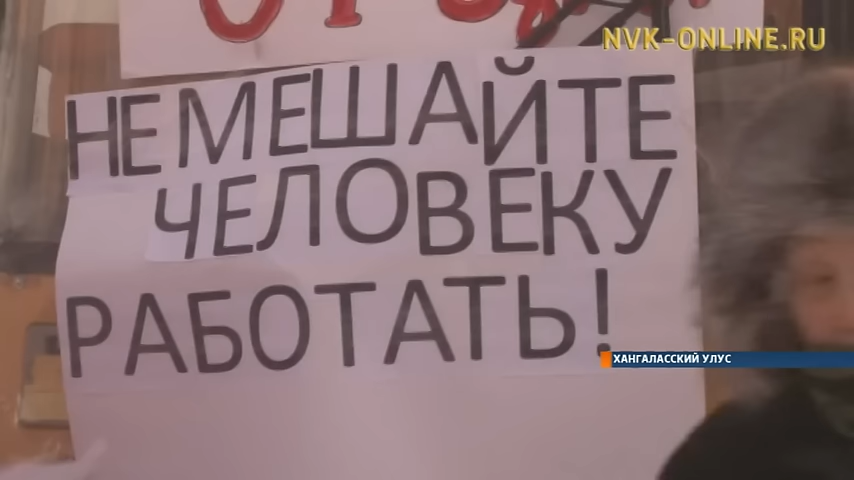 NVK-ONLINE.RU
НЕ МЕШАЙТЕ
ЧЕЛОВЕКУ
РАБОТАТЬ!
ХАНГАЛАССКИЙ УЛУС